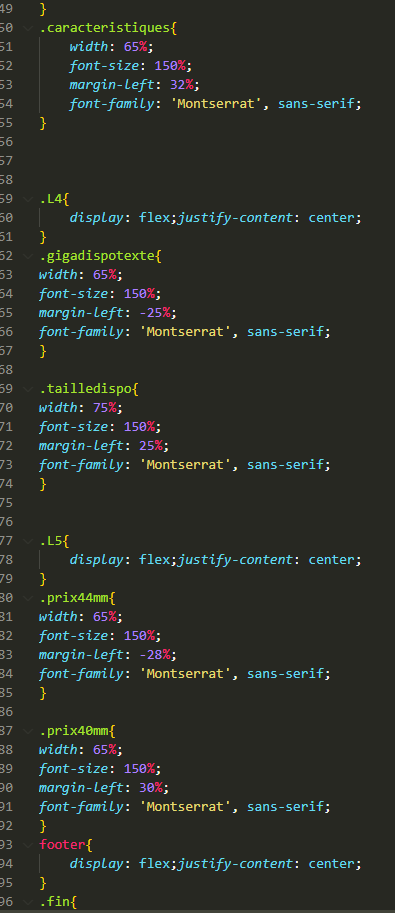 49 }
50 .caracteristiques{
51 width: 65%;
52 font-size: 150%;
53 margin-left: 32%;
54 font-family: 'Montserrat', sans-serif;
55 }
56
57
58
59 .L4{
60 display: flex;justify-content: center;
61 }
62 .gigadispotexte{
63 width: 65%;
64 font-size: 150%;
65 margin-left: -25%;
66 font-family: 'Montserrat', sans-serif;
67 }
68
69 .tailledispo{
70 width: 75%;
71 font-size: 150%;
72 margin-left: 25%;
73 font-family: 'Montserrat', sans-serif;
74 }
75
76
77 .L5{
78 display: flex;justify-content: center;
79 }
80 .prix44mm{
81 width: 65%;
82 font-size: 150%;
83 margin-left: -28%;
84 font-family: 'Montserrat', sans-serif;
85 }
86
87 .prix40mm{
88 width: 65%;
89 font-size: 150%;
90 margin-left: 30%;
91 font-family: 'Montserrat', sans-serif;
92 }
93 footer{
94 display: flex;justify-content: center;
95 }
96 .fin{